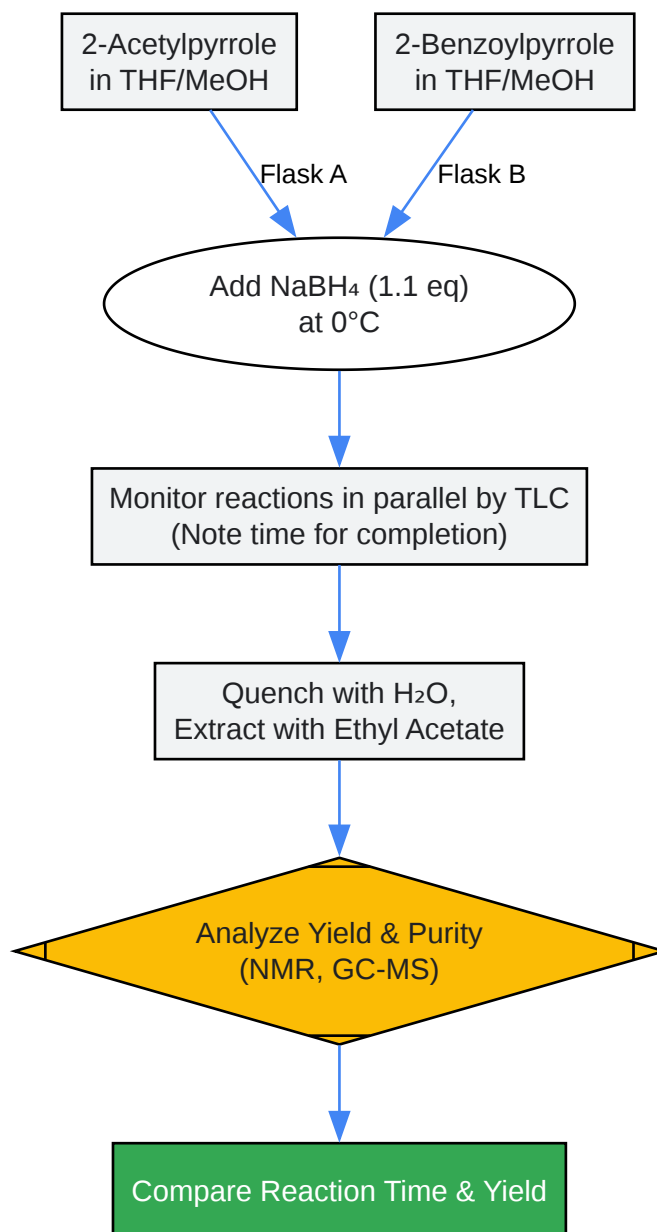 2-Acetylpyrrole
in THF/MeOH
2-Benzoylpyrrole
in THF/MeOH
Flask A
Flask B
Add NaBH₄ (1.1 eq)
at 0°C
Monitor reactions in parallel by TLC
(Note time for completion)
Quench with H₂O,
Extract with Ethyl Acetate
Analyze Yield & Purity
(NMR, GC-MS)
Compare Reaction Time & Yield